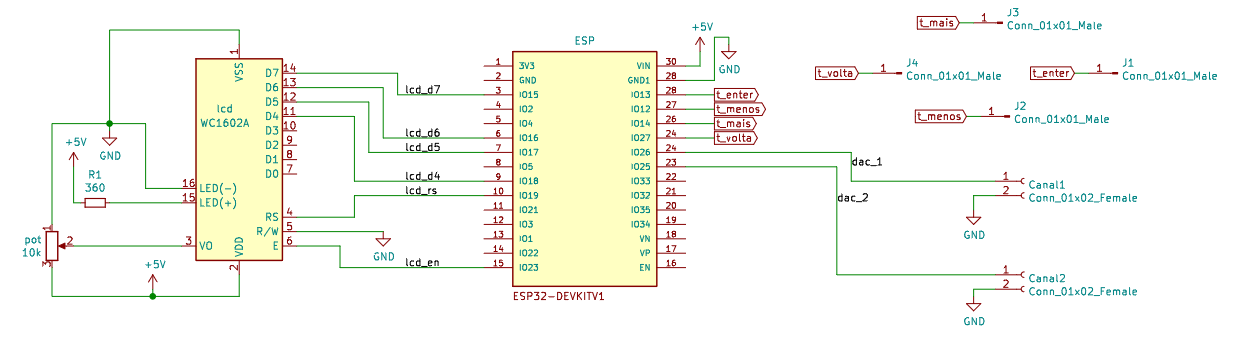 +5V
GND
R1
360
pot
10k
1
2
3
+5V
1
VSS
lcd
WC1602A
D7 14
D6 13
D5 12
D4 11
D3 10
D2 9
D1 8
D0 7
16 LED(-)
15 LED(+)
RS 4
R/W 5
3 VO
E 6
VDD
2
GND
lcd_d7
lcd_d6
lcd_d5
lcd_d4
lcd_rs
lcd_en
ESP
1 3V3
2 GND
3 IO15
4 IO2
5 IO4
6 IO16
7 IO17
8 IO5
9 IO18
10 IO19
11 IO21
12 IO3
13 IO1
14 IO22
15 IO23
VIN 30
GND1 28
IO13 28
IO12 27
IO14 26
IO27 24
IO26 24
IO25 23
IO33 22
IO32 21
IO35 20
IO34 19
VN 18
VP 17
EN 16
ESP32-DEVKITV1
+5V
GND
t_enter
t_menos
t_mais
t_volta
dac_1
dac_2
t_mais 1 J3
Conn_01x01_Male
t_volta 1 J4
Conn_01x01_Male
t_enter 1 J1
Conn_01x01_Male
t_menos 1 J2
Conn_01x01_Male
1 Canal1
2 Conn_01x02_Female
GND
1 Canal2
2 Conn_01x02_Female
GND